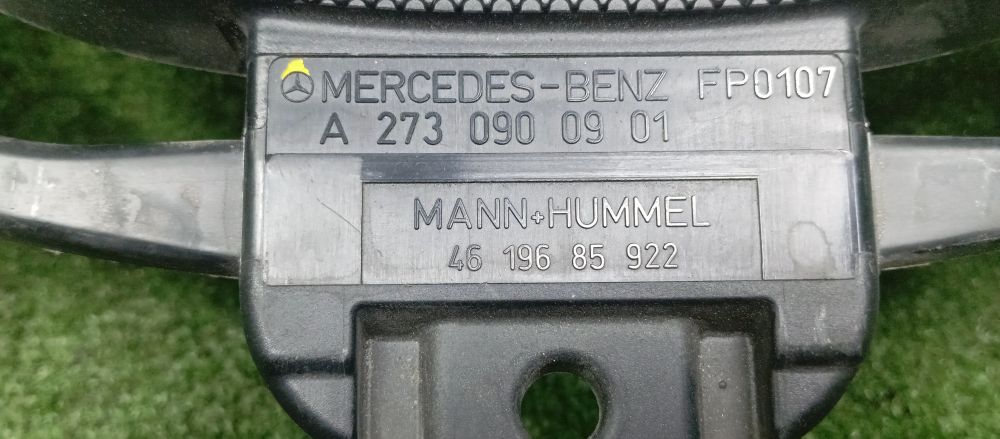 MERCEDES-BENZ FP0107
A 273 090 09 01
MANN+HUMMEL
46 196 85 922